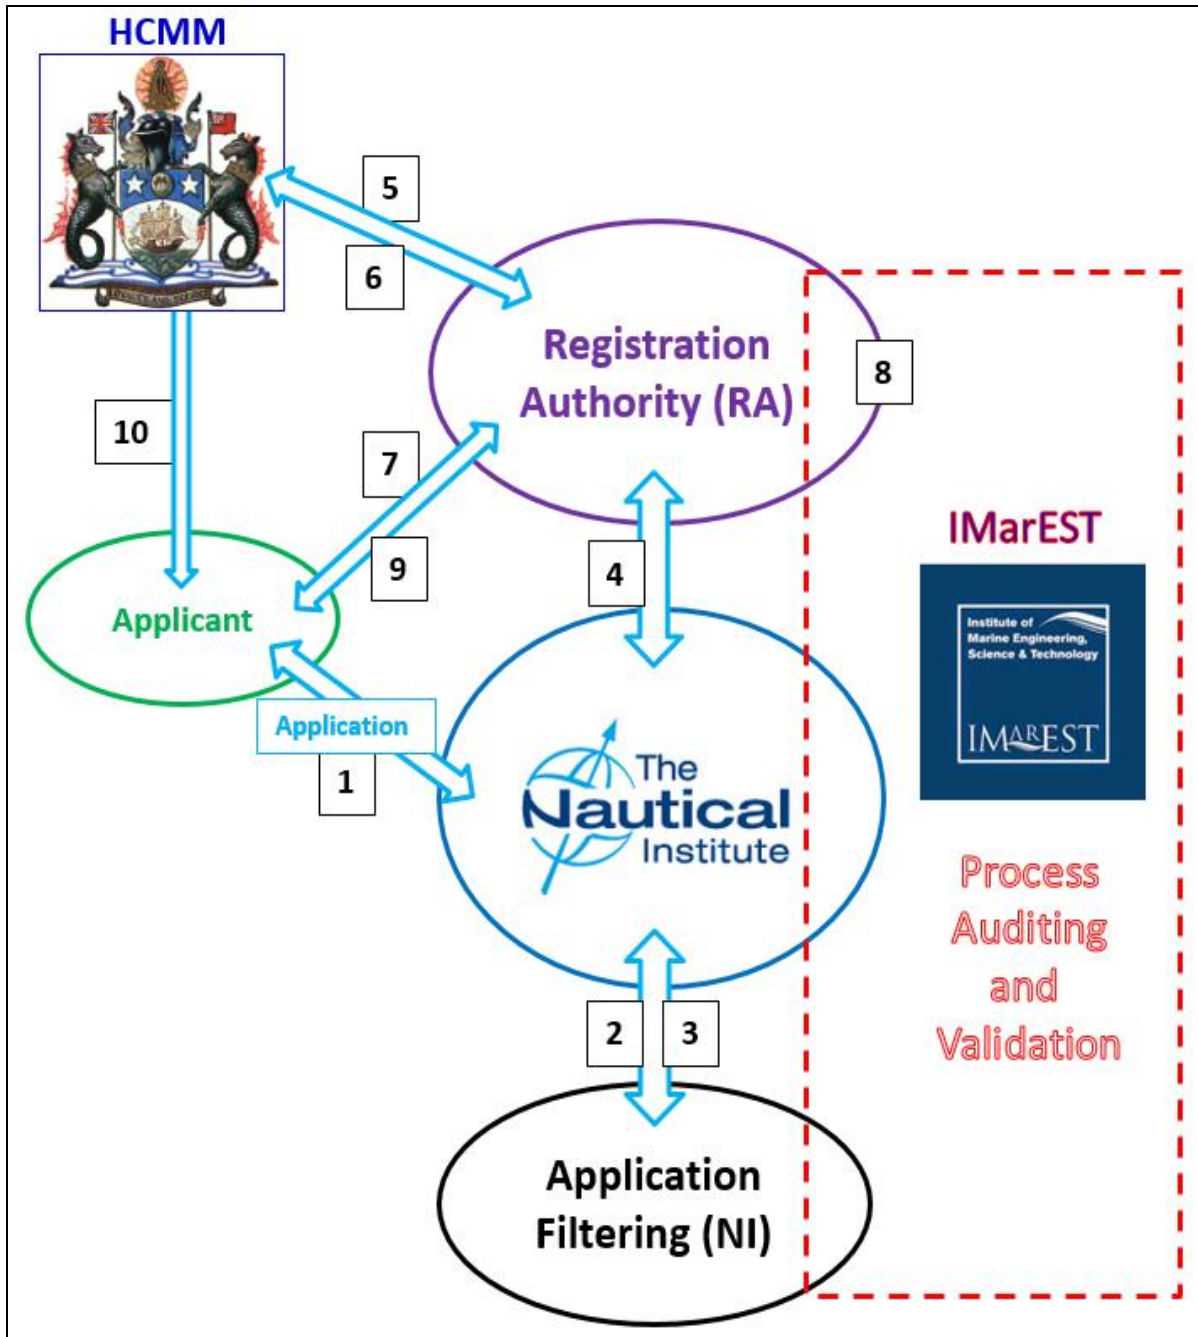 HCMM
5
6
Registration
Authority (RA)
8
10
7
9
4
IMarEST
Institute of
Marine Engineering,
Science & Technology
IMAREST
Applicant
Application
1
The
Nautical
Institute
Process
Auditing
and
Validation
2
3
Application
Filtering (NI)